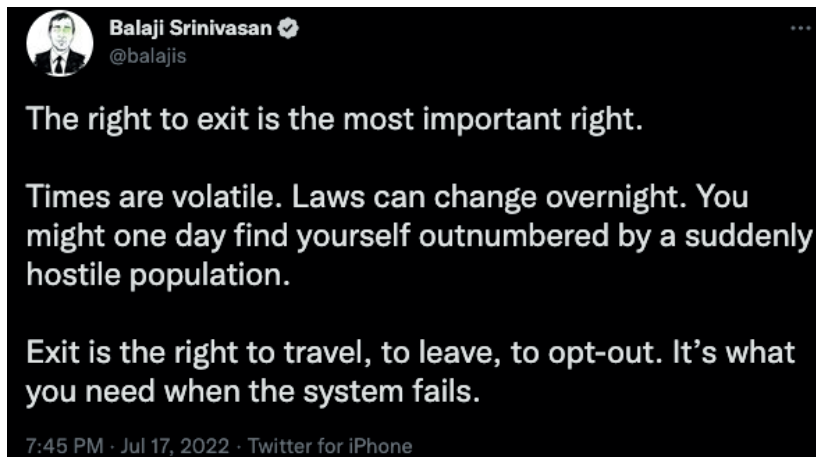 Balaji Srinivasan
@balajis
The right to exit is the most important right.
Times are volatile. Laws can change overnight. You
might one day find yourself outnumbered by a suddenly
hostile population.
Exit is the right to travel, to leave, to opt-out. It’s what
you need when the system fails.
7:45 PM · Jul 17, 2022 · Twitter for iPhone